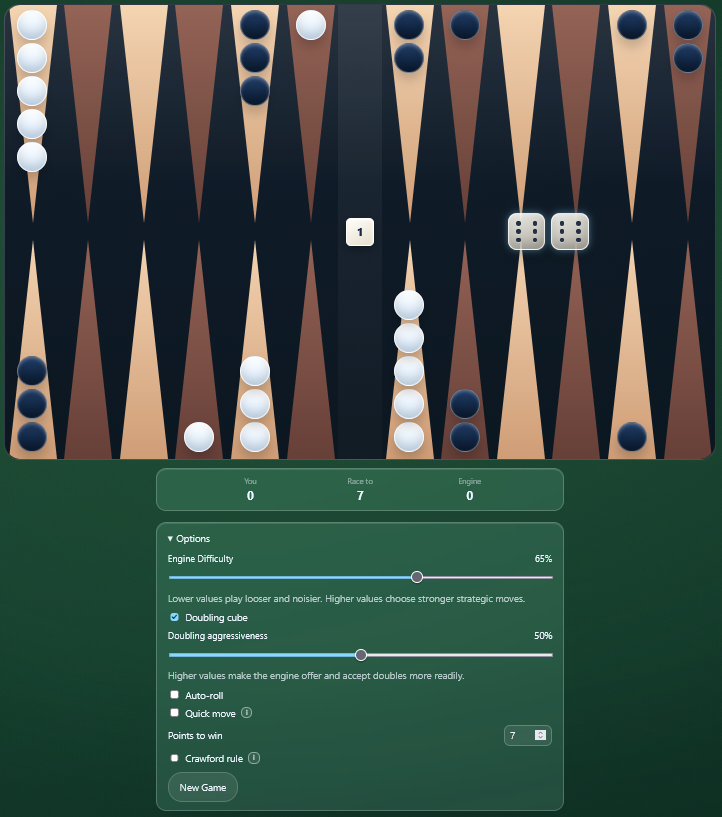 1
You Race to Engine
0 7 0
▼ Options
Engine Difficulty 65%
Lower values play looser and noisier. Higher values choose stronger strategic moves.
Doubling cube
Doubling aggressiveness 50%
Higher values make the engine offer and accept doubles more readily.
Auto-roll
Quick move i
Points to win 7
Crawford rule i
New Game